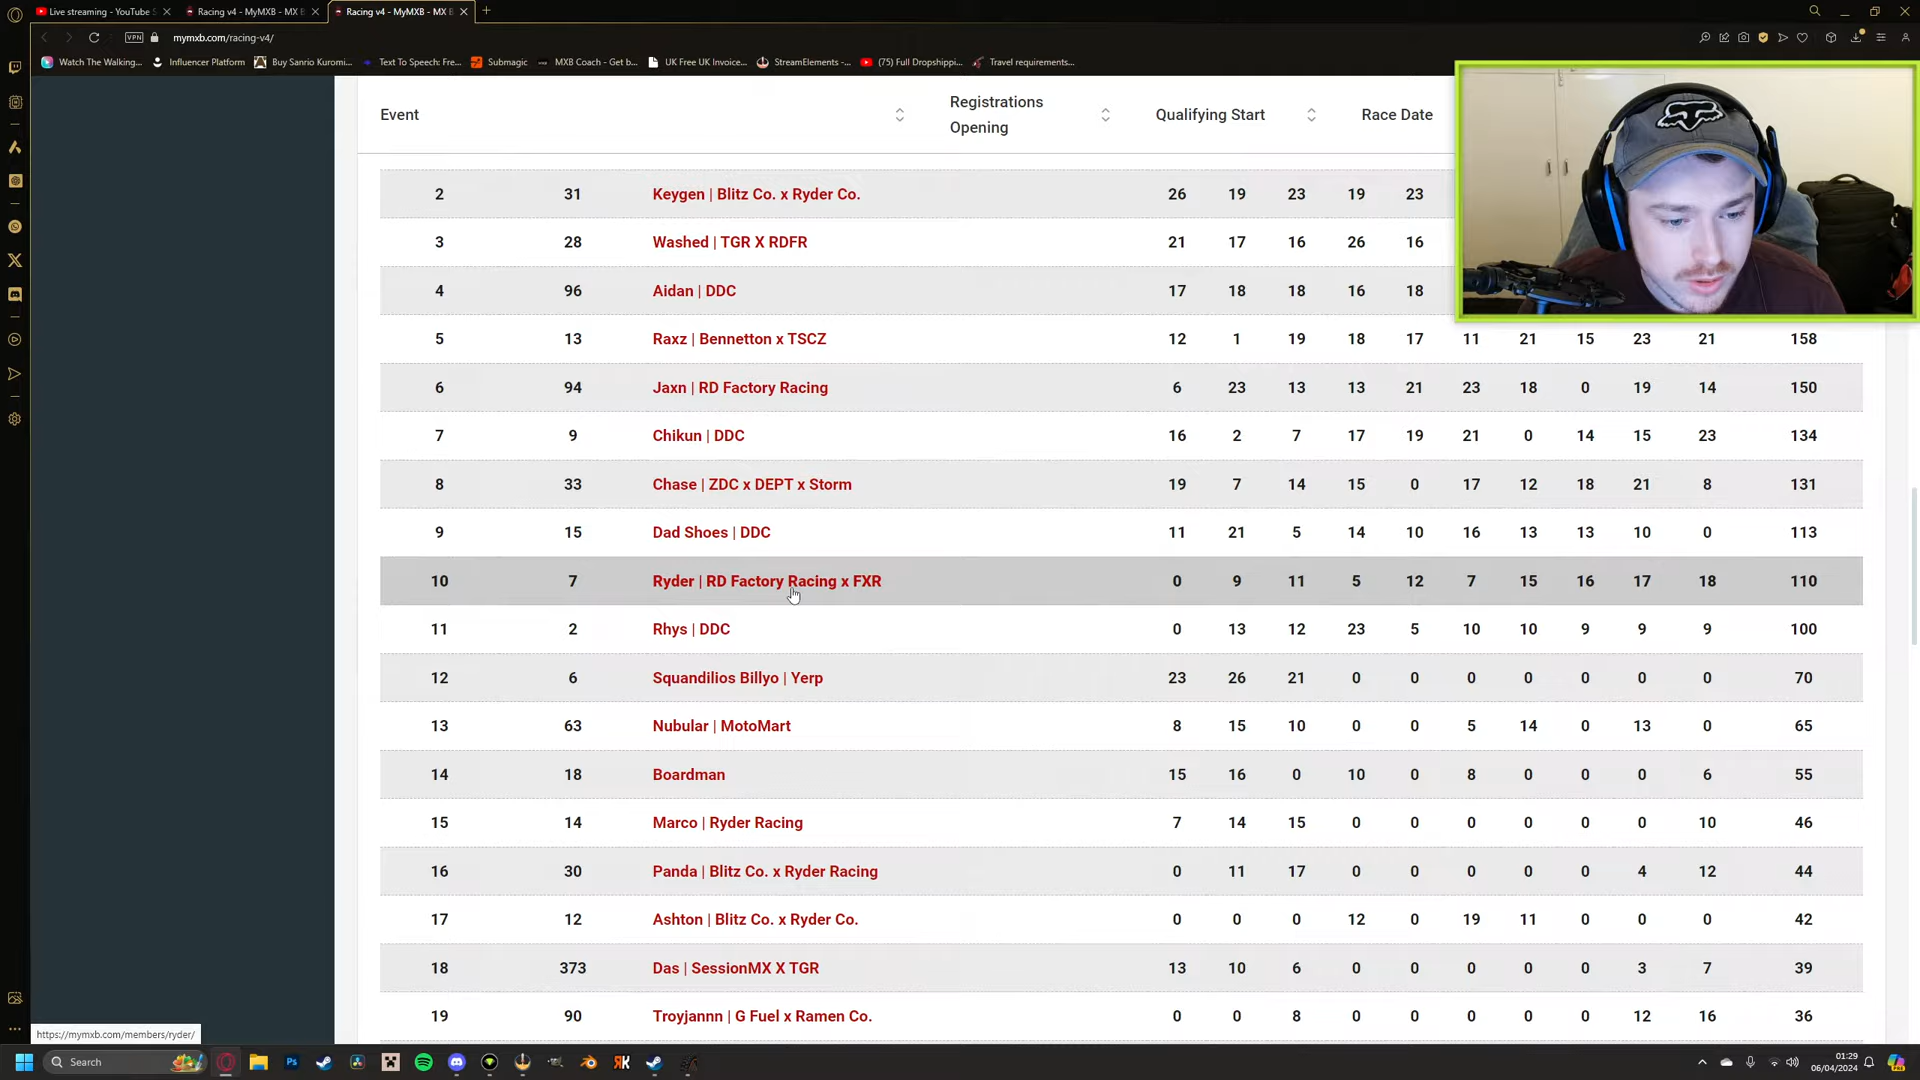 Live streaming - YouTube S
Racing v4 - MyMXB - MX B
Racing v4 - MyMXB - MX B
VPN mymxb.com/racing-v4/
Watch The Walking... Influencer Platform Buy Sanrio Kuromi... Text To Speech: Fre... Submagic MXB Coach - Get b... UK Free UK Invoice... StreamElements -... (75) Full Dropshippi... Travel requirements...
Event Registrations Opening Qualifying Start Race Date
2 31 Keygen | Blitz Co. x Ryder Co. 26 19 23 19 23
3 28 Washed | TGR X RDFR 21 17 16 26 16
4 96 Aidan | DDC 17 18 18 16 18
5 13 Raxz | Bennetton x TSCZ 12 1 19 18 17 11 21 15 23 21 158
6 94 Jaxn | RD Factory Racing 6 23 13 13 21 23 18 0 19 14 150
7 9 Chikun | DDC 16 2 7 17 19 21 0 14 15 23 134
8 33 Chase | ZDC x DEPT x Storm 19 7 14 15 0 17 12 18 21 8 131
9 15 Dad Shoes | DDC 11 21 5 14 10 16 13 13 10 0 113
10 7 Ryder | RD Factory Racing x FXR 0 9 11 5 12 7 15 16 17 18 110
11 2 Rhys | DDC 0 13 12 23 5 10 10 9 9 9 100
12 6 Squandilios Billyo | Yerp 23 26 21 0 0 0 0 0 0 0 70
13 63 Nubular | MotoMart 8 15 10 0 0 5 14 0 13 0 65
14 18 Boardman 15 16 0 10 0 8 0 0 0 6 55
15 14 Marco | Ryder Racing 7 14 15 0 0 0 0 0 0 10 46
16 30 Panda | Blitz Co. x Ryder Racing 0 11 17 0 0 0 0 0 4 12 44
17 12 Ashton | Blitz Co. x Ryder Co. 0 0 0 12 0 19 11 0 0 0 42
18 373 Das | SessionMX X TGR 13 10 6 0 0 0 0 0 3 7 39
19 90 Troyjannn | G Fuel x Ramen Co. 0 0 8 0 0 0 0 0 12 16 36
https://mymxb.com/members/ryder/
Search
01:29
06/04/2024